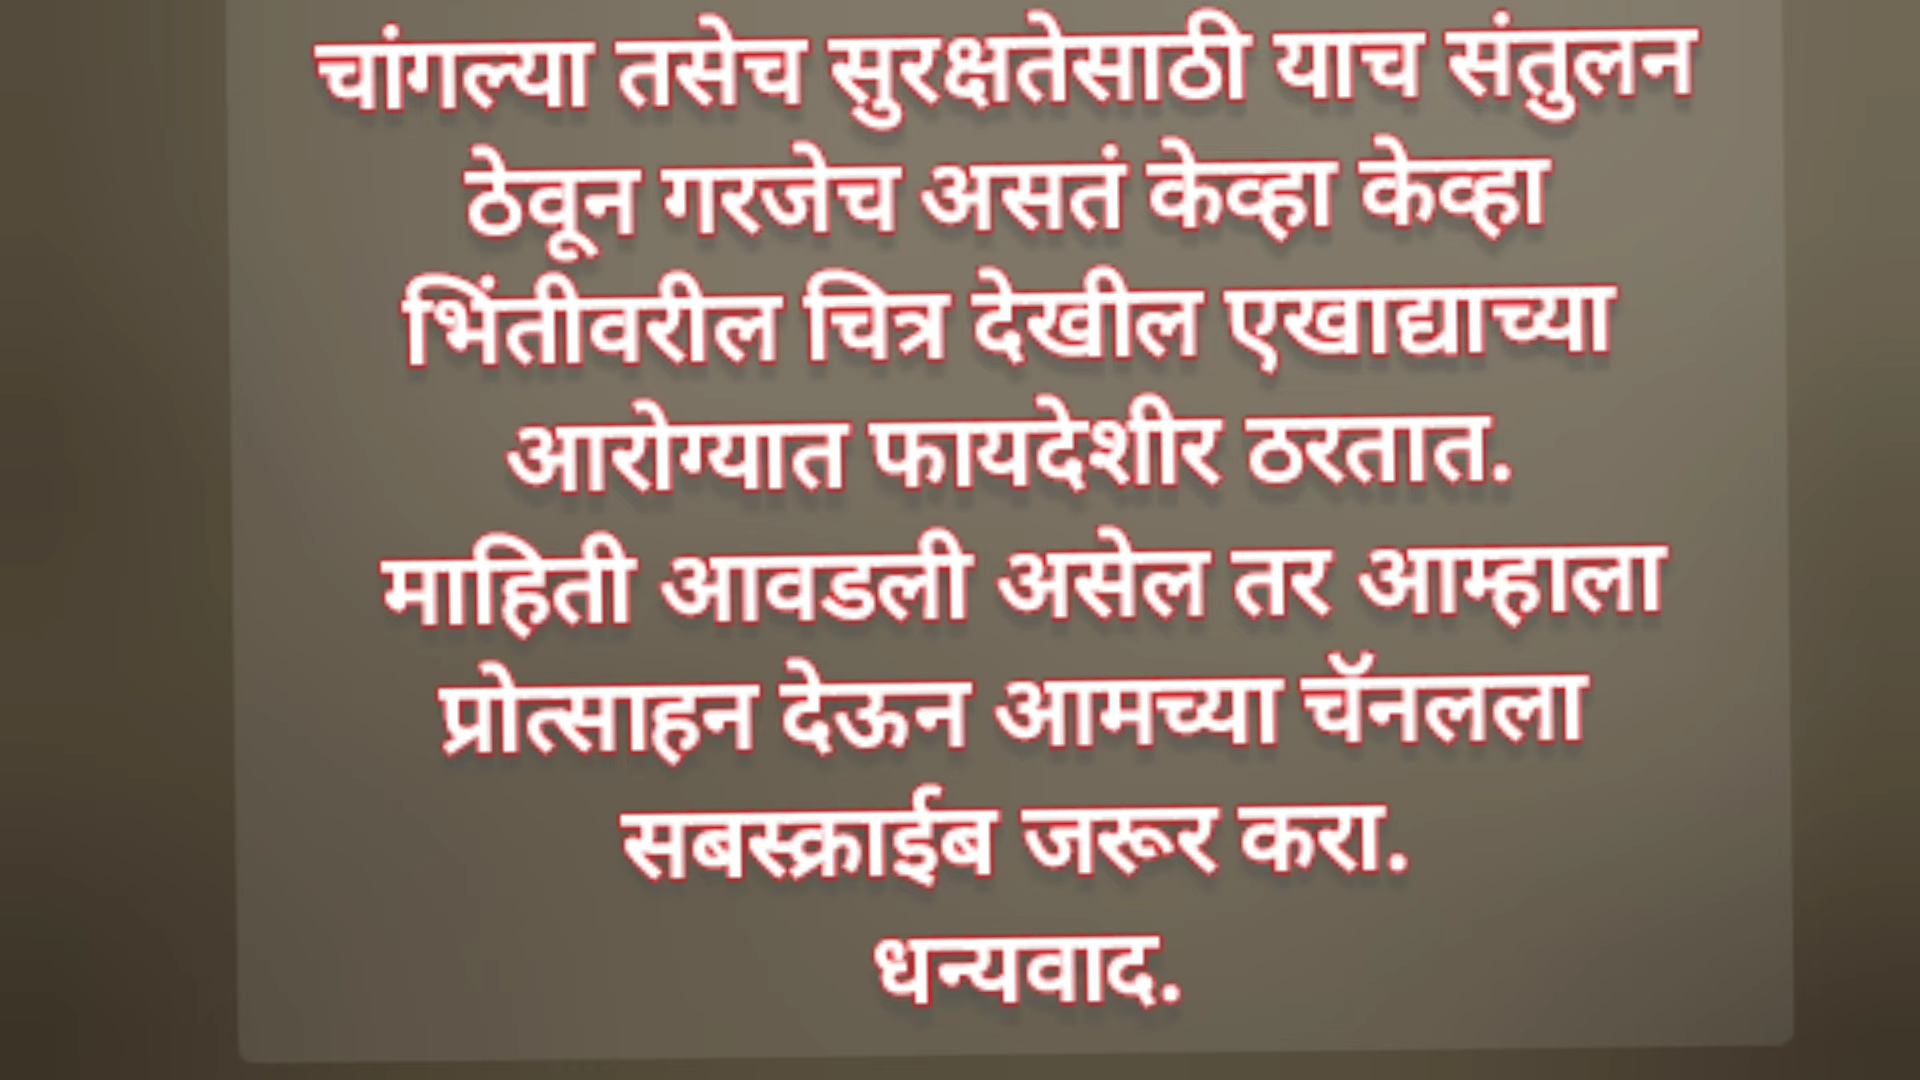 चांगल्या तसेच सुरक्षतेसाठी याच संतुलन
ठेवून गरजेच असतं केव्हा केव्हा
भिंतीवरील चित्र देखील एखाद्याच्या
आरोग्यात फायदेशीर ठरतात.
माहिती आवडली असेल तर आम्हाला
प्रोत्साहन देऊन आमच्या चॅनलला
सबस्क्राईब जरूर करा.
धन्यवाद.